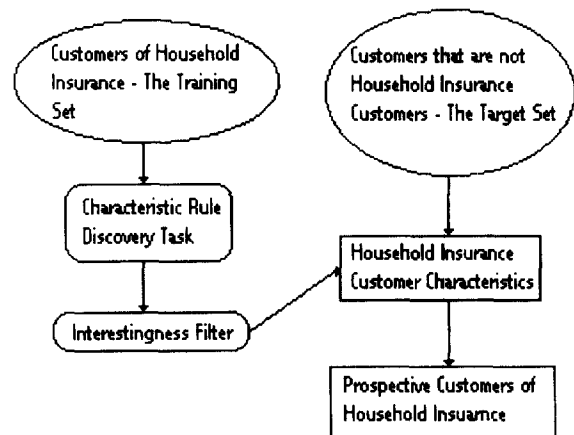 Customers of Household
Insurance - The Training
Set
Customers that are not
Household Insurance
Customers - The Target Set
Characteristic Rule
Discovery Task
Household Insurance
Customer Characteristics
Interestingness Filter
Prospective Customers of
Household Insuarnce